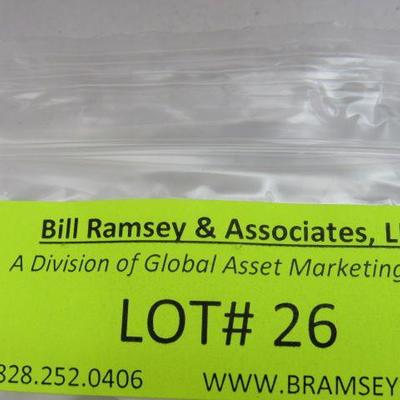 Bill Ramsey & Associates, L
A Division of Global Asset Marketing
LOT# 26
828.252.0406 WWW.BRAMSEY